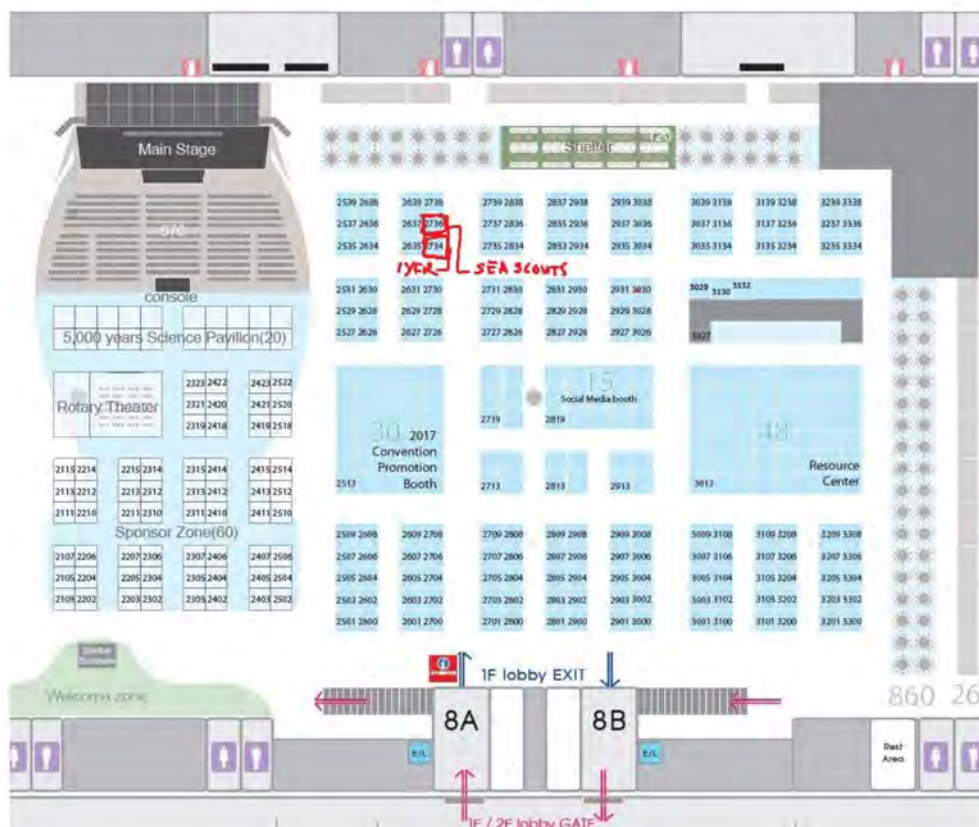 Main Stage
120
Shelter
2539 2638 2639 2738 2739 2838 2837 2938 2939 3038 3039 3138 3139 3238 3239 3338
2537 2636 2637 2736 2737 2836 2835 2936 2937 3036 3037 3136 3137 3236 3237 3336
2535 2634 2635 2734 2735 2834 2833 2934 2935 3034 3035 3134 3135 3234 3235 3334
IYFR SEA SCOUTS
console
2531 2630 2631 2730 2731 2830 2831 2930 2931 3030 3029 3130 3132
2529 2628 2629 2728 2729 2828 2829 2928 2929 3028
2527 2626 2627 2726 2727 2826 2827 2926 2927 3026 3027
5,000 years Science Pavilion(20)
Rotary Theater
2323 2422 2423 2522
2321 2420 2421 2520
2319 2418 2419 2518
30 2017
Convention
Promotion
Booth
2513
2719
15
Social Media booth
2819
48
Resource
Center
3013
2713 2813 2913
2115 2214 2215 2314 2315 2414 2415 2514
2113 2212 2213 2312 2313 2412 2413 2512
2111 2210 2211 2310 2311 2410 2411 2510
Sponsor Zone(60)
2107 2206 2207 2306 2307 2406 2407 2506
2105 2204 2205 2304 2305 2404 2405 2504
2103 2202 2203 2302 2303 2402 2403 2502
2509 2608 2609 2708 2709 2808 2809 2908 2909 3008 3009 3108 3109 3208 3209 3308
2507 2606 2607 2706 2707 2806 2807 2906 2907 3006 3007 3106 3107 3206 3207 3306
2505 2604 2605 2704 2705 2804 2805 2904 2905 3004 3005 3104 3105 3204 3205 3304
2503 2602 2603 2702 2703 2802 2803 2902 2903 3002 3003 3102 3103 3202 3203 3302
2501 2600 2601 2700 2701 2800 2801 2900 2901 3000 3001 3100 3101 3200 3201 3300
Welcome zone
1F lobby EXIT
860 26
8A 8B
E/L E/L
Rest
Area
1F / 2F lobby GATE